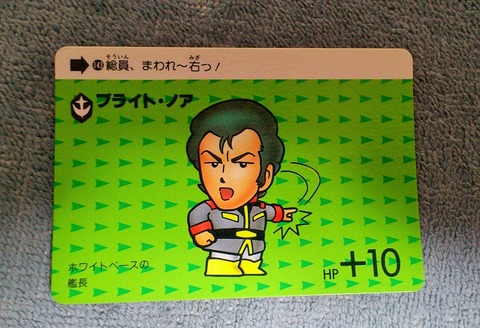 総員、まわれ〜右っ!
ブライト・ノア
ホワイトベースの
艦長
HP +10